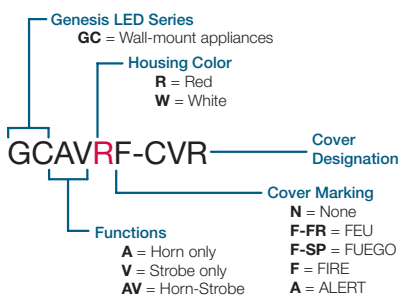 Genesis LED Series
GC = Wall-mount appliances
Housing Color
R = Red
W = White
GCAVRF-CVR
Cover
Designation
Cover Marking
N = None
F-FR = FEU
F-SP = FUEGO
F = FIRE
A = ALERT
Functions
A = Horn only
V = Strobe only
AV = Horn-Strobe